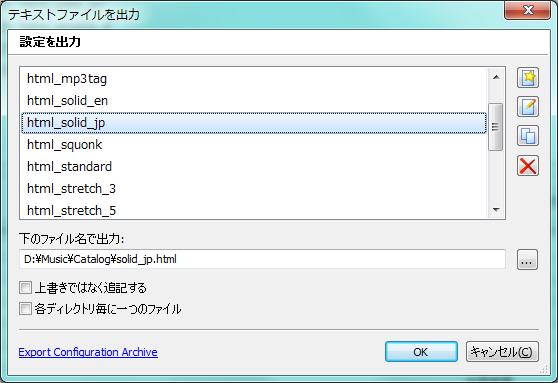 テキストファイルを出力
設定を出力
html_mp3tag
html_solid_en
html_solid_jp
html_squonk
html_standard
html_stretch_3
html_stretch_5
下のファイル名で出力:
D:¥Music¥Catalog¥solid_jp.html
...
上書きではなく追記する
各ディレクトリ毎に一つのファイル
Export Configuration Archive
OK
キャンセル(C)